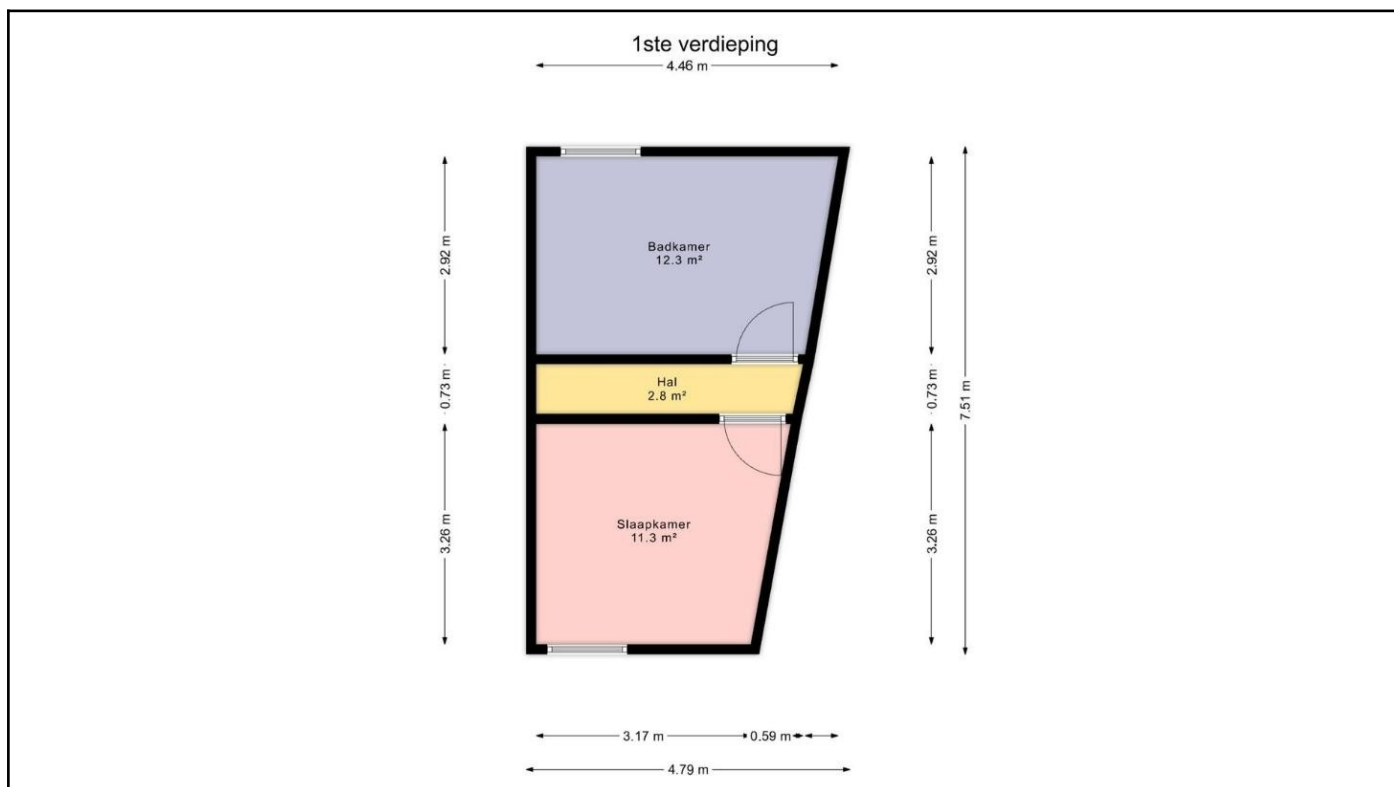 1ste verdieping
4.46 m
2.92 m
0.73 m
3.26 m
Badkamer
12.3 m²
Hal
2.8 m²
Slaapkamer
11.3 m²
2.92 m
0.73 m
3.26 m
7.51 m
3.17 m
0.59 m
4.79 m